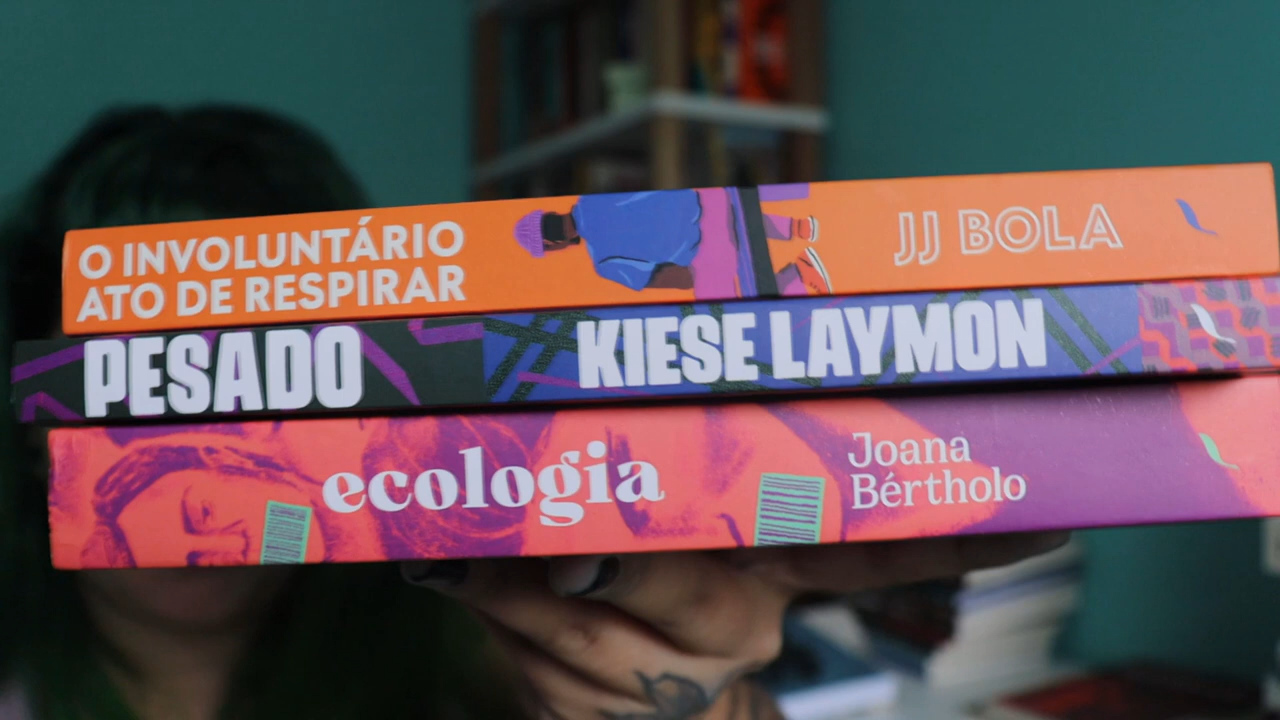 O INVOLUNTÁRIO
ATO DE RESPIRAR
JJ BOLA
PESADO
KIESE LAYMON
ecologia
Joana
Bértholo